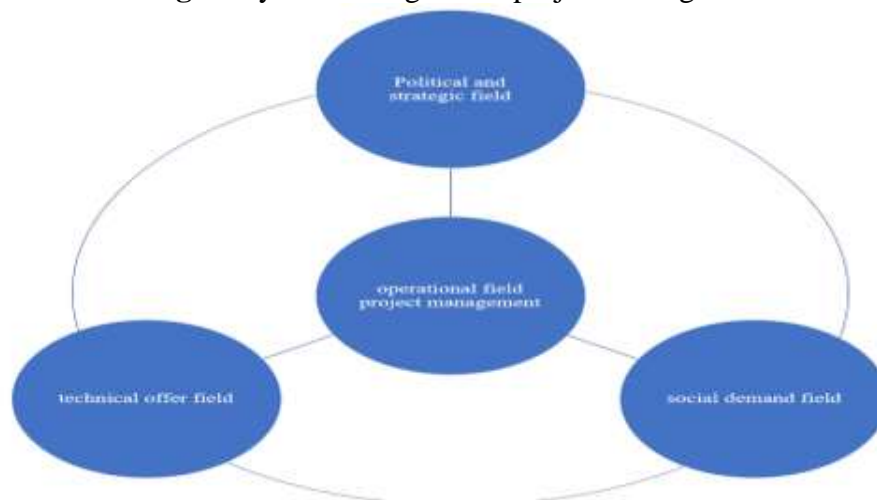 Political and
strategic field
operational field
project management
technical offer field
social demand field